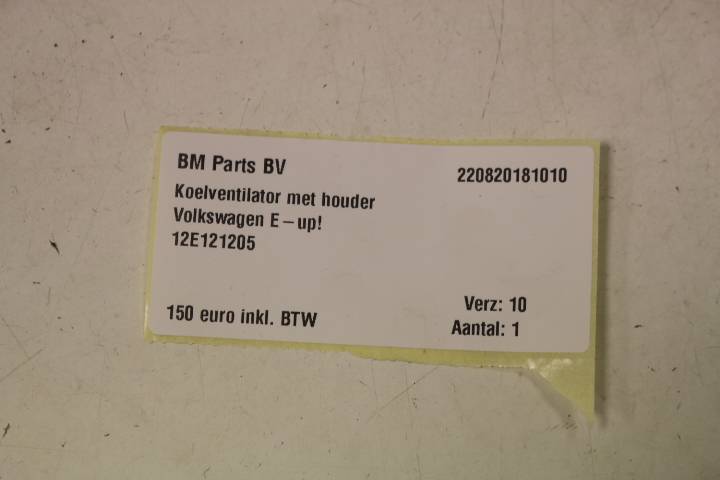 BM Parts BV
220820181010
Koelventilator met houder
Volkswagen E-up!
12E121205
150 euro inkl. BTW
Verz: 10
Aantal: 1